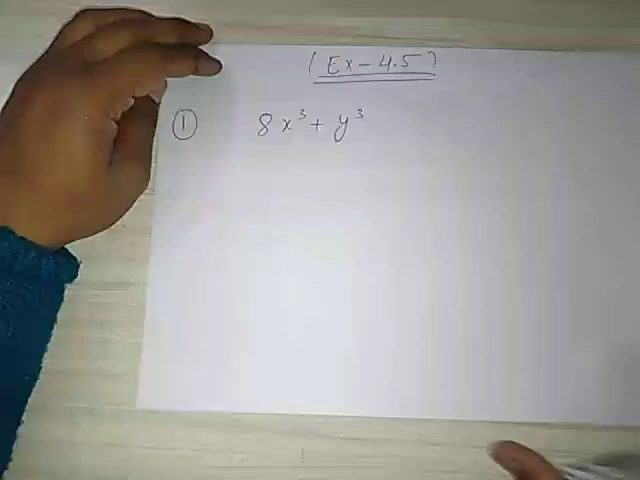 (Ex - 4.5)
① 8x³ + y³